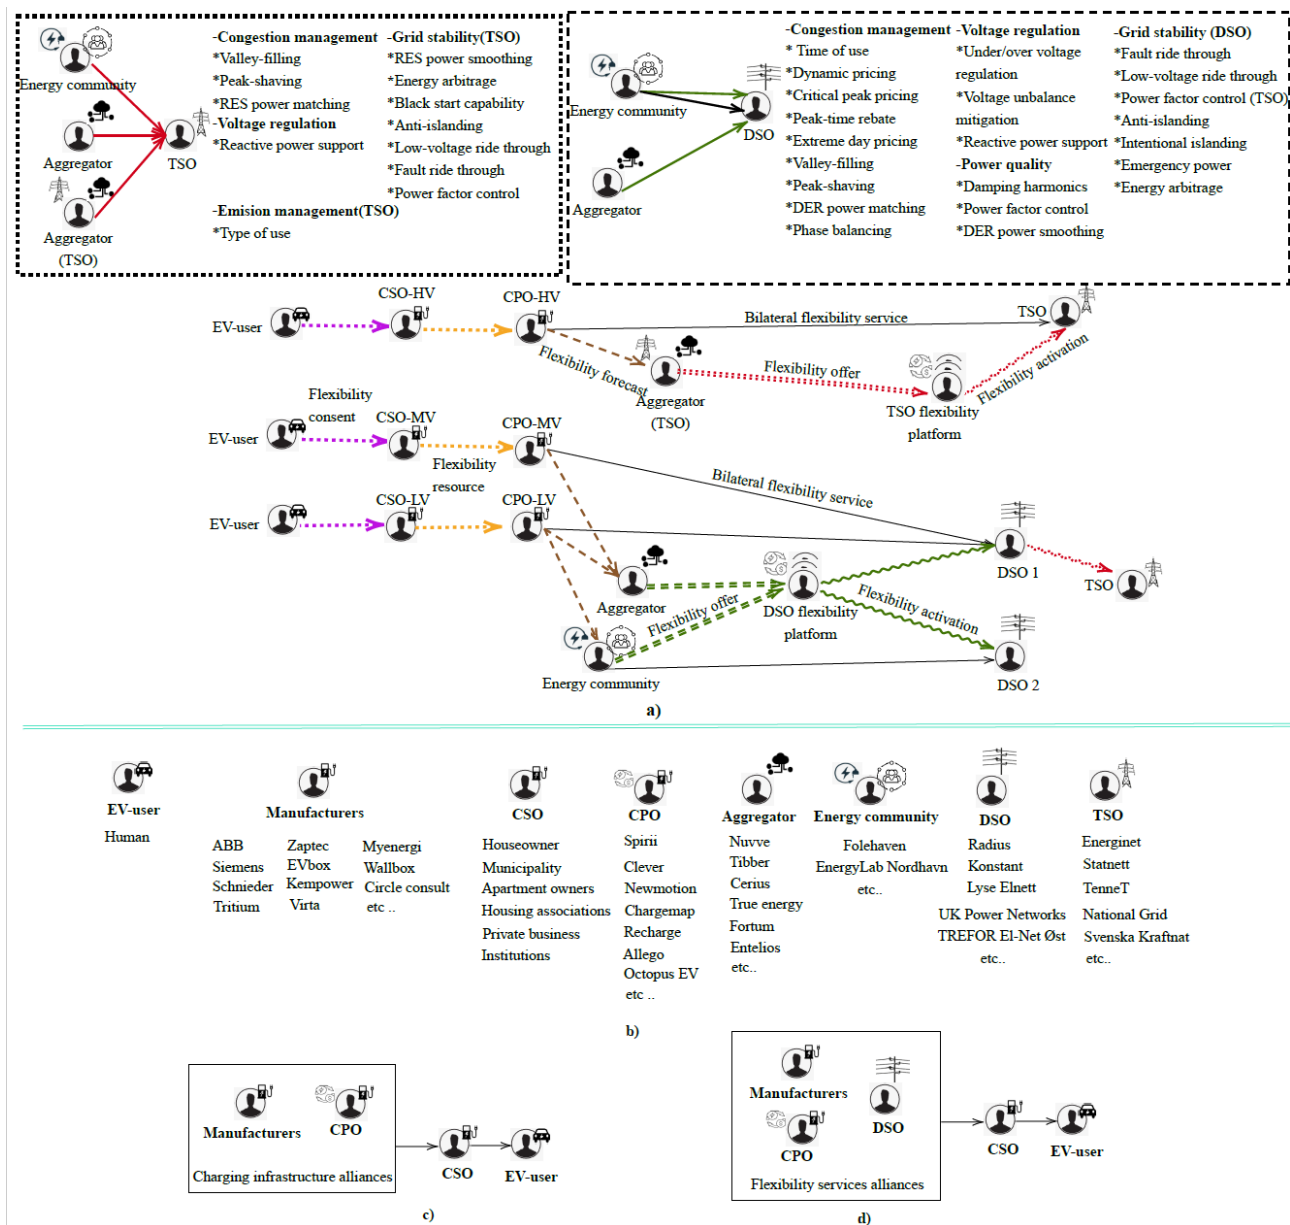 -Congestion management
*Valley-filling
*Peak-shaving
*RES power matching
-Voltage regulation
*Reactive power support
-Emision management(TSO)
*Type of use
-Grid stability(TSO)
*RES power smoothing
*Energy arbitrage
*Black start capability
*Anti-islanding
*Low-voltage ride through
*Fault ride through
*Power factor control
Energy community
Aggregator
TSO
Aggregator
(TSO)
Energy community
DSO
Aggregator
-Congestion management
* Time of use
*Dynamic pricing
*Critical peak pricing
*Peak-time rebate
*Extreme day pricing
*Valley-filling
*Peak-shaving
*DER power matching
*Phase balancing
-Voltage regulation
*Under/over voltage
regulation
*Voltage unbalance
mitigation
*Reactive power support
-Power quality
*Damping harmonics
*Power factor control
*DER power smoothing
-Grid stability (DSO)
*Fault ride through
*Low-voltage ride through
*Power factor control (TSO)
*Anti-islanding
*Intentional islanding
*Emergency power
*Energy arbitrage
EV-user
CSO-HV
CPO-HV
Bilateral flexibility service
TSO
Flexibility forecast
Aggregator
(TSO)
Flexibility offer
TSO flexibility
platform
Flexibility activation
Flexibility
consent
EV-user
CSO-MV
CPO-MV
Flexibility
resource
Bilateral flexibility service
EV-user
CSO-LV
CPO-LV
DSO 1
TSO
Aggregator
Flexibility offer
DSO flexibility
platform
Flexibility activation
Energy community
DSO 2
a)
EV-user
Human
Manufacturers
ABB
Siemens
Schnieder
Tritium
Zaptec
EVbox
Kempower
Virta
Myenergi
Wallbox
Circle consult
etc ..
CSO
Houseowner
Municipality
Apartment owners
Housing associations
Private business
Institutions
CPO
Spirii
Clever
Newmotion
Chargemap
Recharge
Allego
Octopus EV
etc ..
Aggregator
Nuvve
Tibber
Cerius
True energy
Fortum
Entelios
etc..
Energy community
Folehaven
EnergyLab Nordhavn
etc..
DSO
Radius
Konstant
Lyse Elnett
UK Power Networks
TREFOR El-Net Øst
etc..
TSO
Energinet
Statnett
TenneT
National Grid
Svenska Kraftnat
etc..
b)
Manufacturers
CPO
Charging infrastructure alliances
CSO
EV-user
c)
Manufacturers
CPO
DSO
Flexibility services alliances
CSO
EV-user
d)